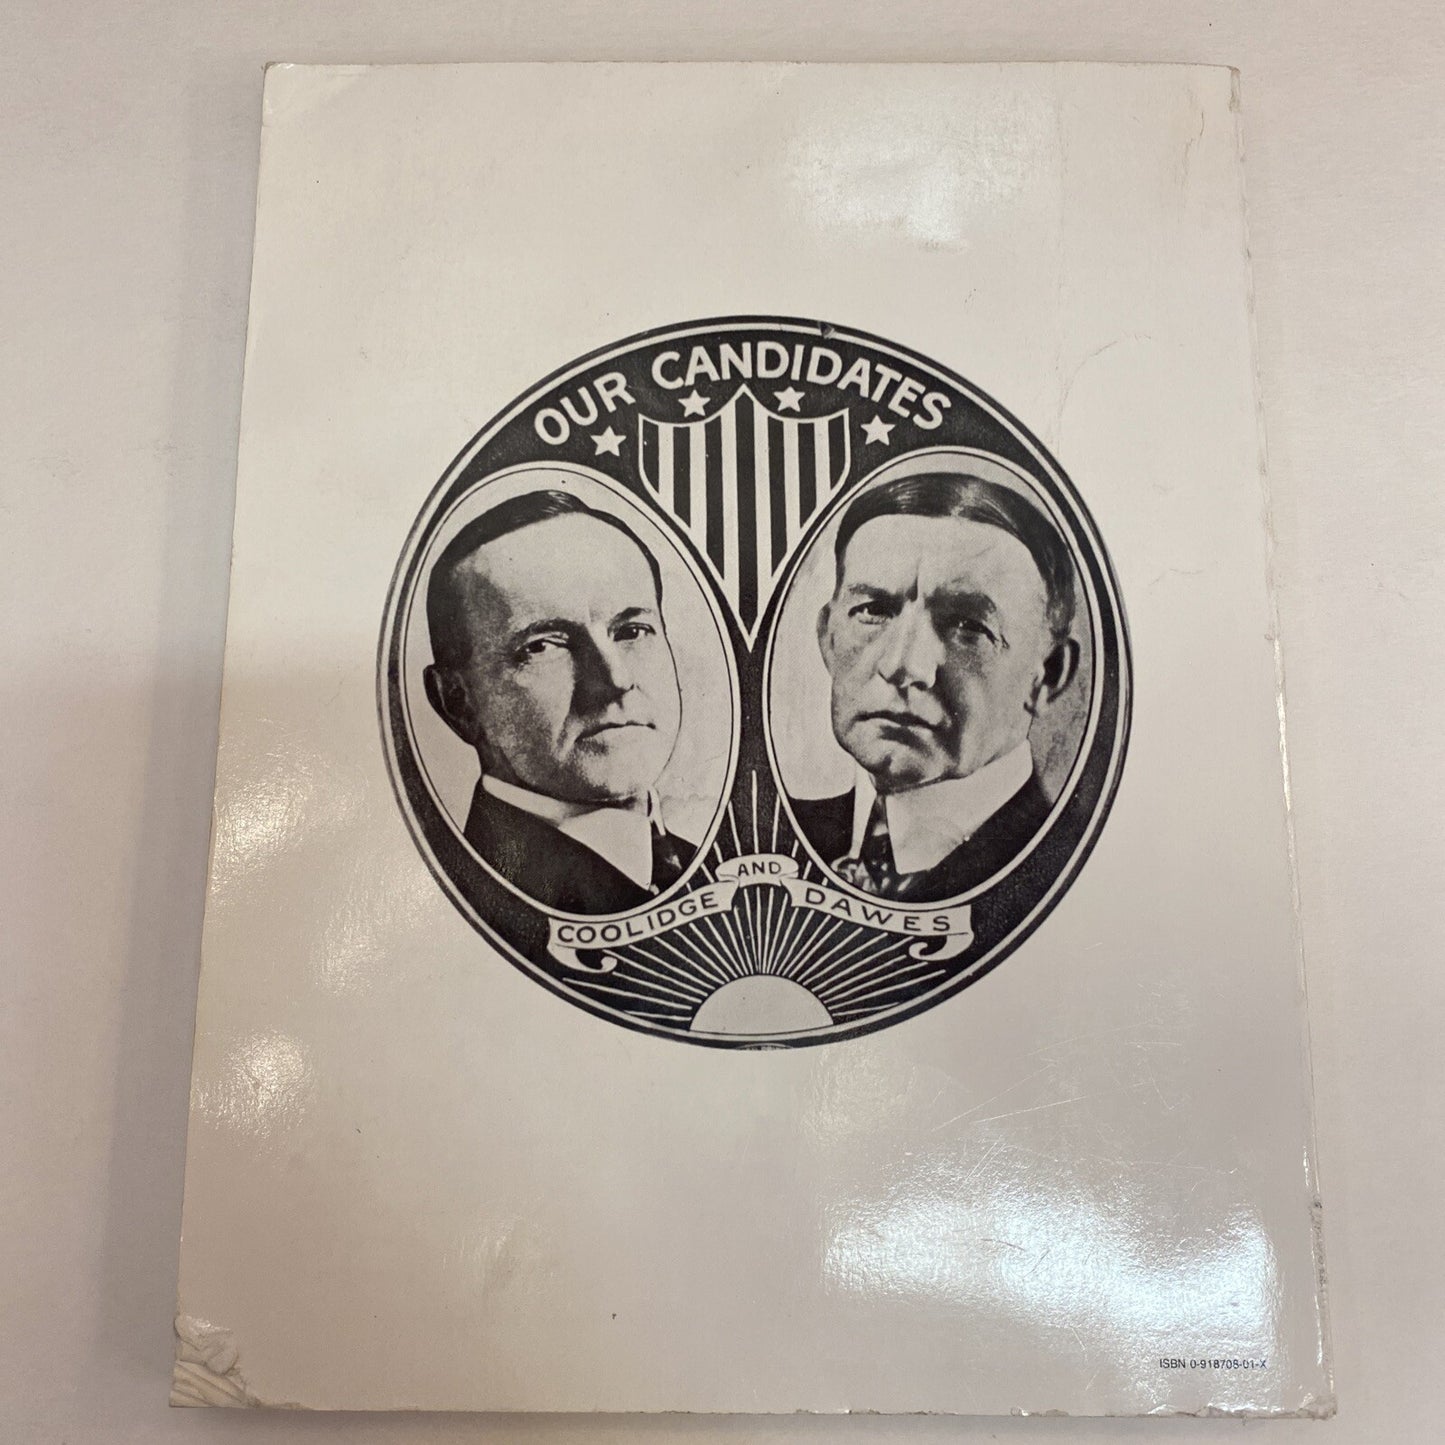 OUR CANDIDATES
COOLIDGE AND DAWES
ISBN 0-918708-01-X